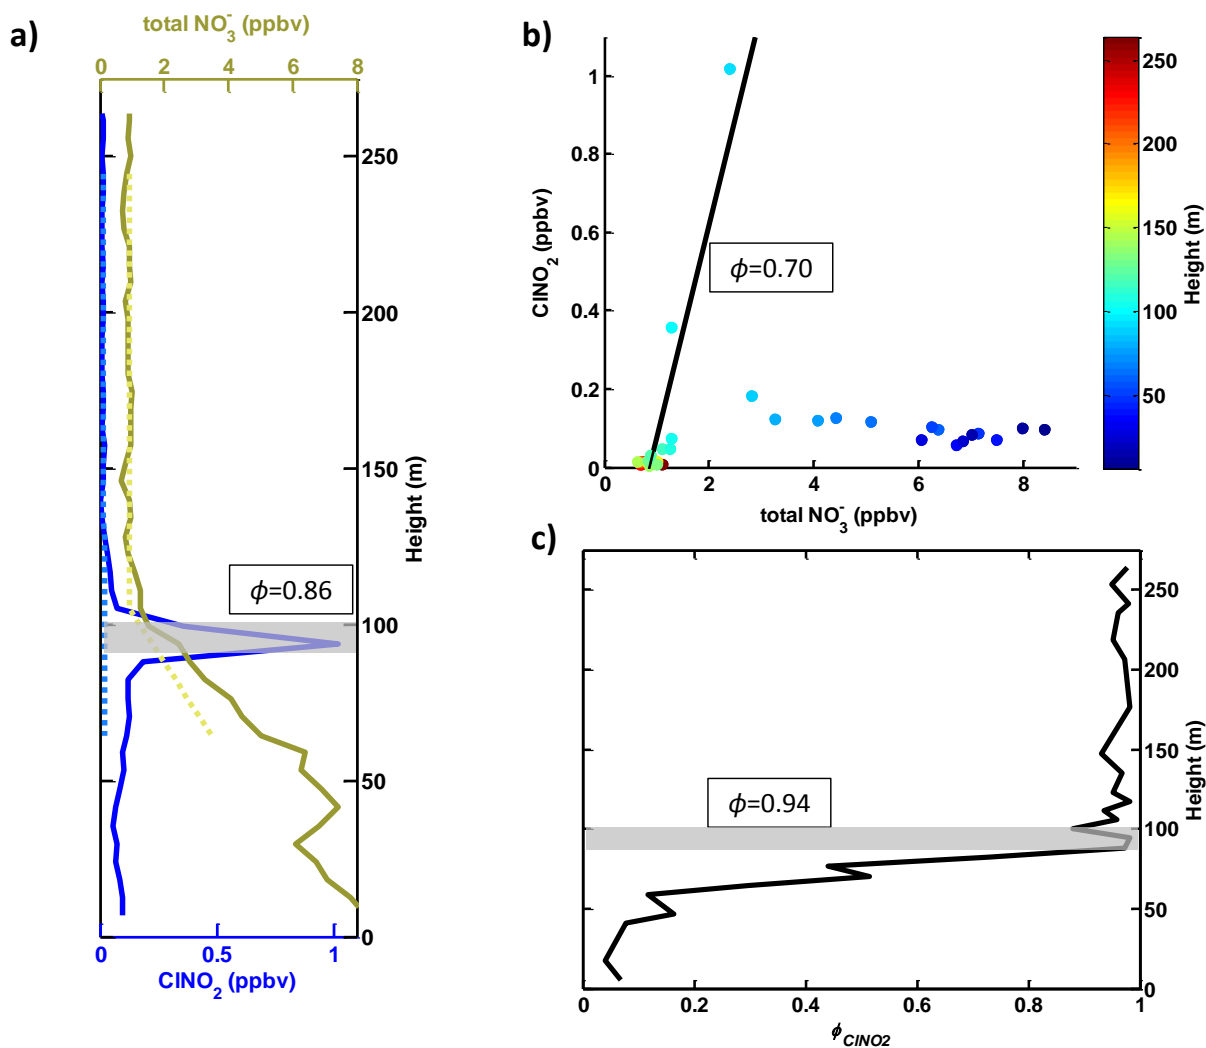 a)
total NO3- (ppbv)
0 2 4 6 8
250
200
150
100
50
0
Height (m)
ϕ=0.86
0 0.5 1
ClNO2 (ppbv)
b)
1
0.8
0.6
0.4
0.2
0
ClNO2 (ppbv)
ϕ=0.70
0 2 4 6 8
total NO3- (ppbv)
250
200
150
100
50
Height (m)
c)
ϕ=0.94
250
200
150
100
50
0
Height (m)
0 0.2 0.4 0.6 0.8 1
ϕClNO2